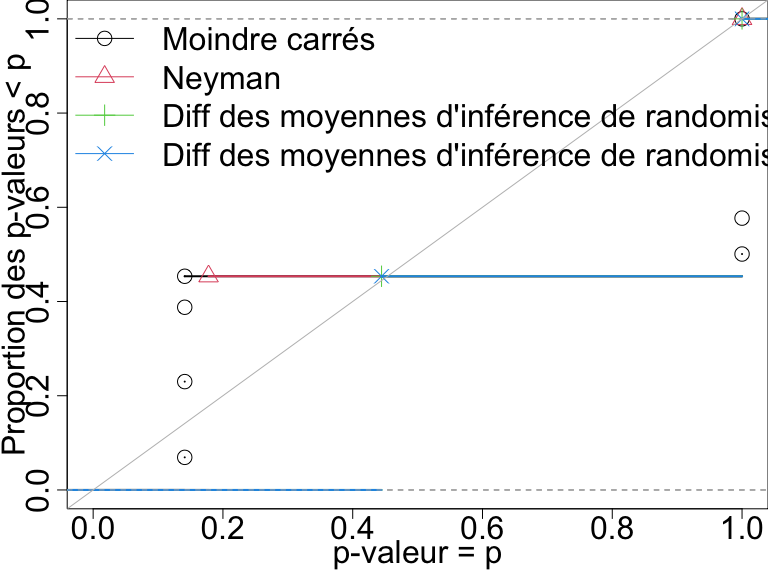 Moindre carrés
Neyman
Diff des moyennes d'inférence de randomis
Diff des moyennes d'inférence de randomis
Proportion des p-valeurs < p
0.0 0.2 0.4 0.6 0.8 1.0
0.0 0.2 0.4 0.6 0.8 1.0
p-valeur = p